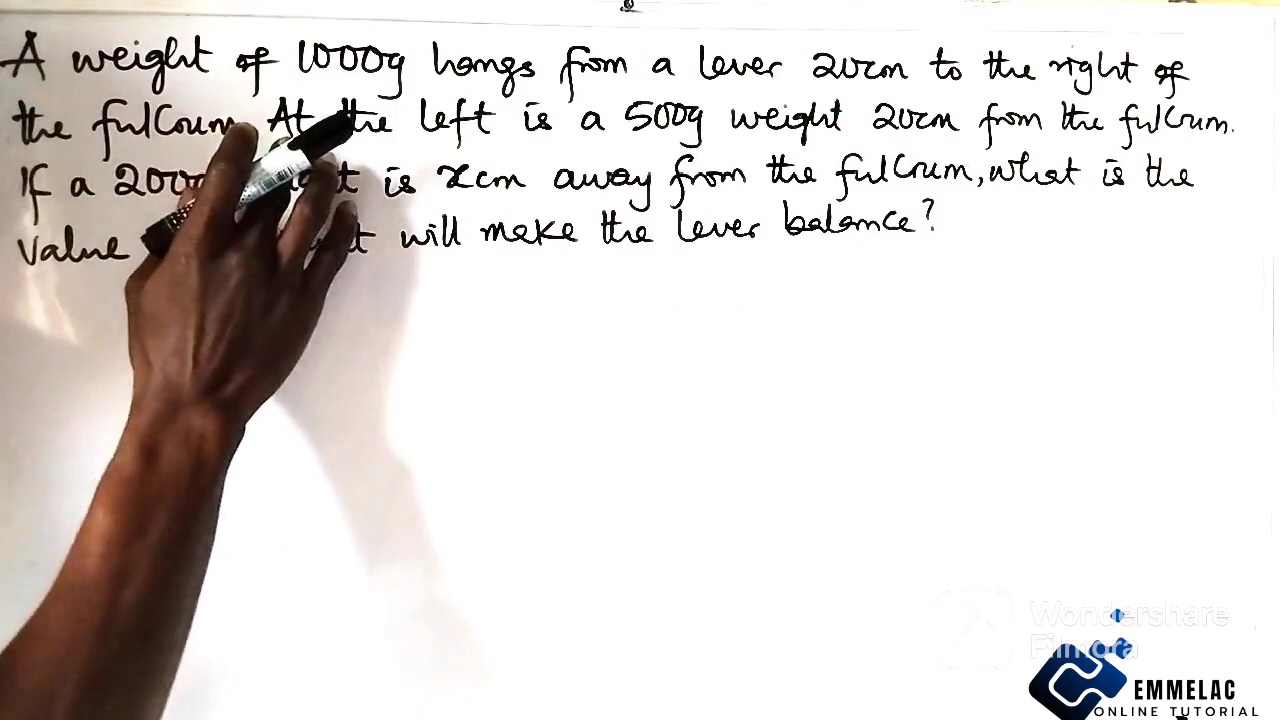 A weight of 1000g hangs from a lever 20cm to the right of
the fulcrum. At the left is a 500g weight 20cm from the fulcrum.
If a 200 is xcm away from the fulcrum, what is the
value will make the lever balance?
Wondershare
Filmora
EMMELAC
ONLINE TUTORIAL